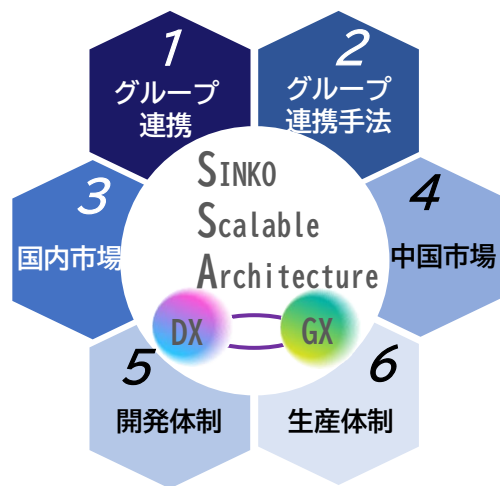 1
グループ
連携
2
グループ
連携手法
SINKO
Scalable
Architecture
DX
GX
3
国内市場
4
中国市場
5
開発体制
6
生産体制